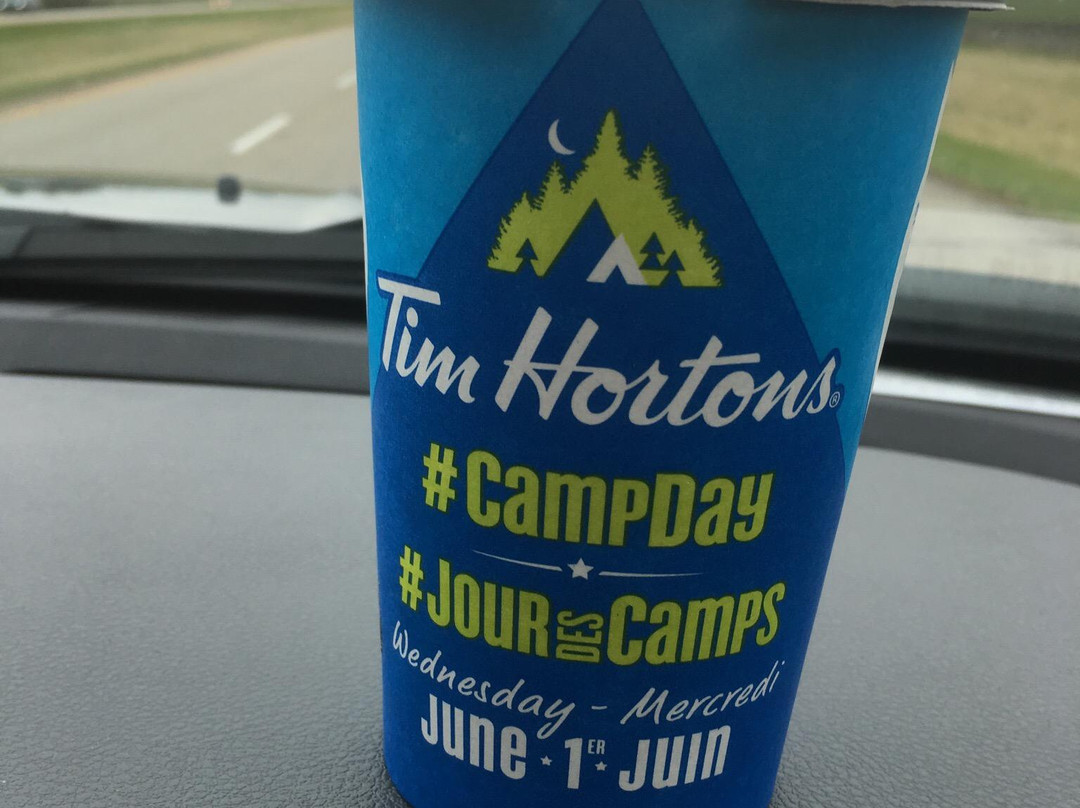 Tim Hortons®
#CampDay
#JOUR DES Camps
Wednesday - Mercredi
June • 1ER • Juin